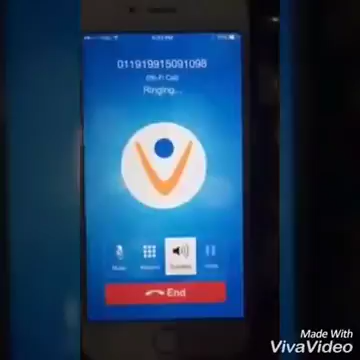 011919915091098
(Wi-Fi Call)
Ringing...
Mute
Keypad
Speaker
End
Made With
VivaVideo